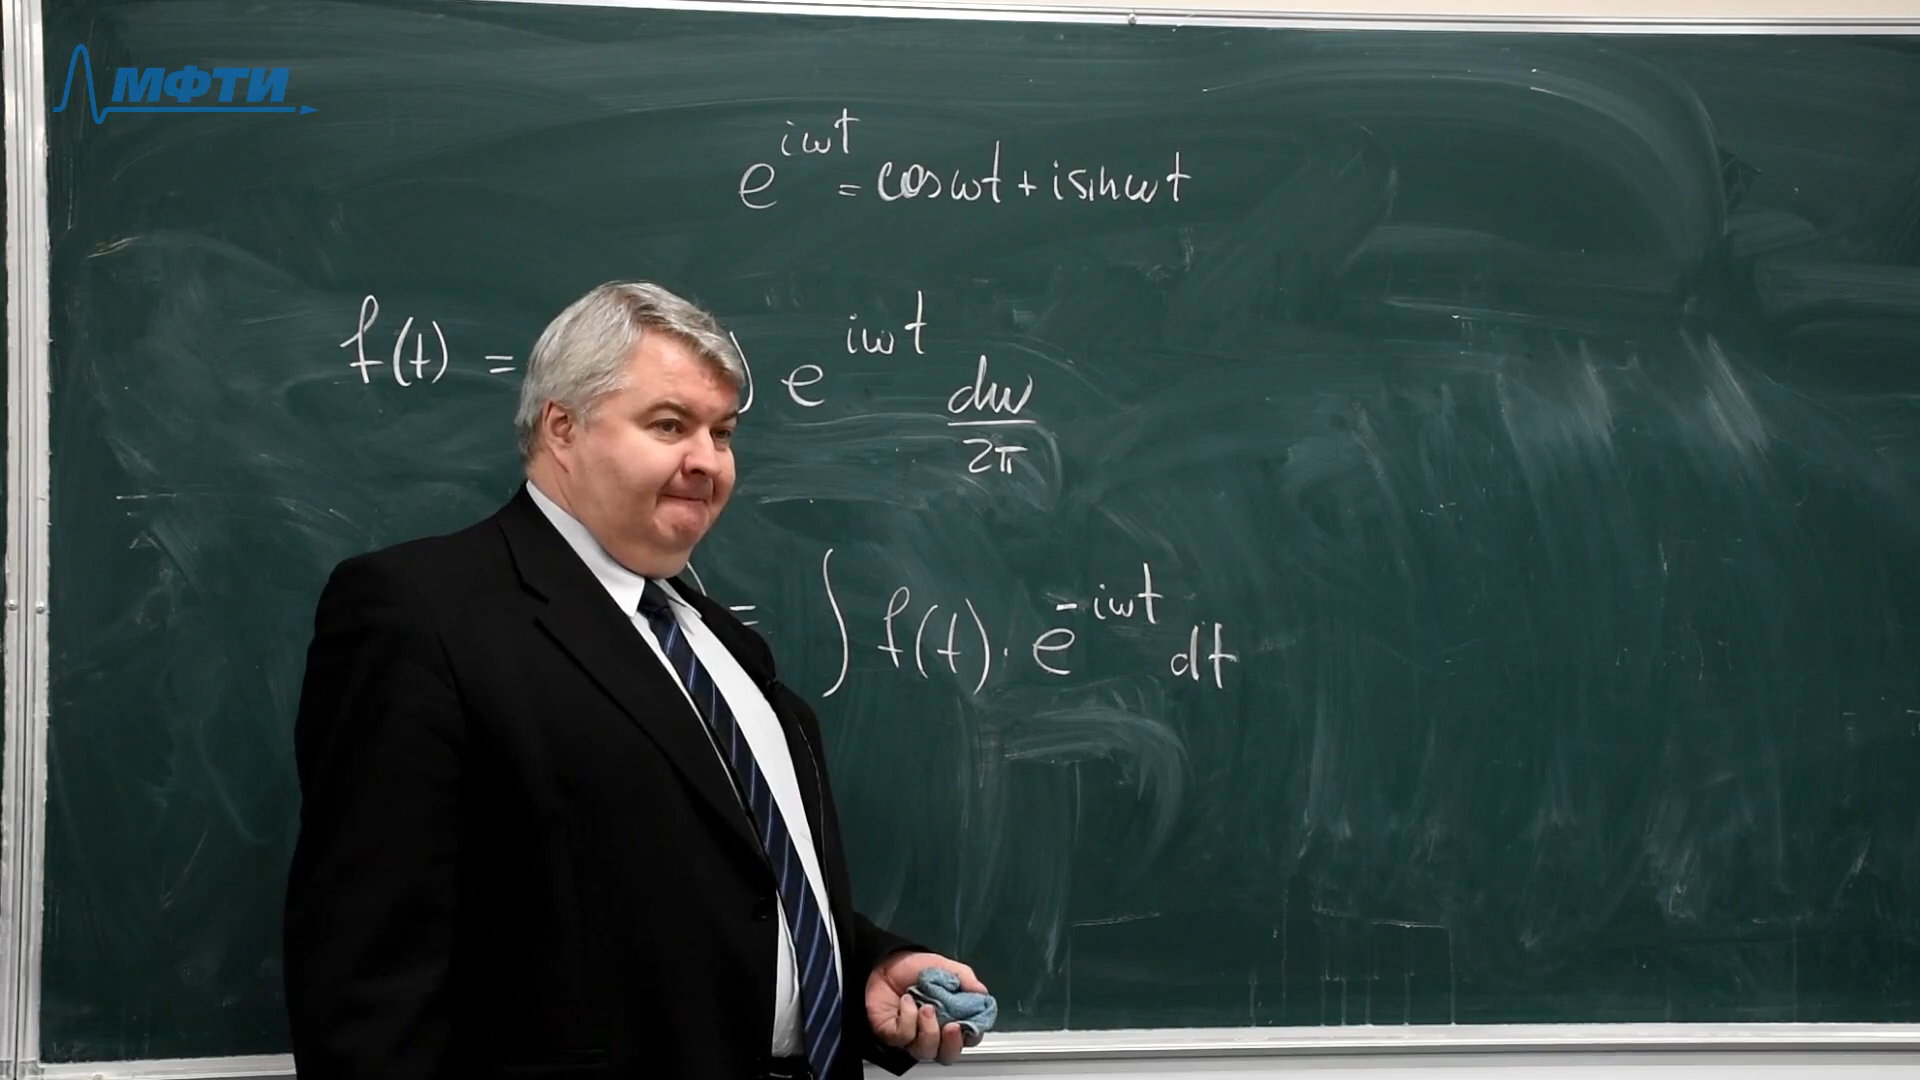 МФТИ
e^{iωt} = cos ωt + i sin ωt
f(t) = ) e^{iωt} dω/2π
) = ∫ f(t) · e^{-iωt} dt